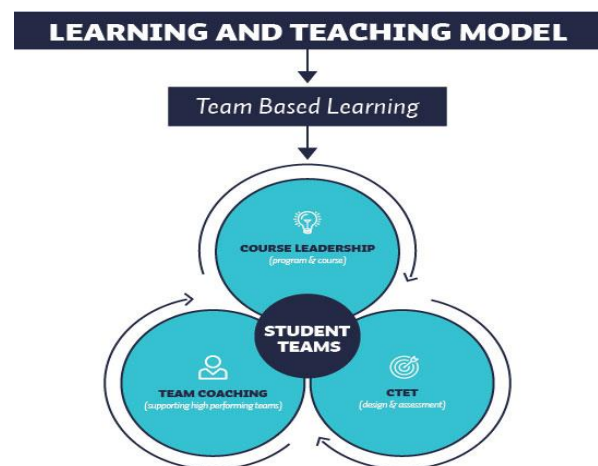 LEARNING AND TEACHING MODEL
Team Based Learning
COURSE LEADERSHIP
(program & course)
STUDENT
TEAMS
TEAM COACHING
(supporting high performing teams)
CTET
(design & assessment)